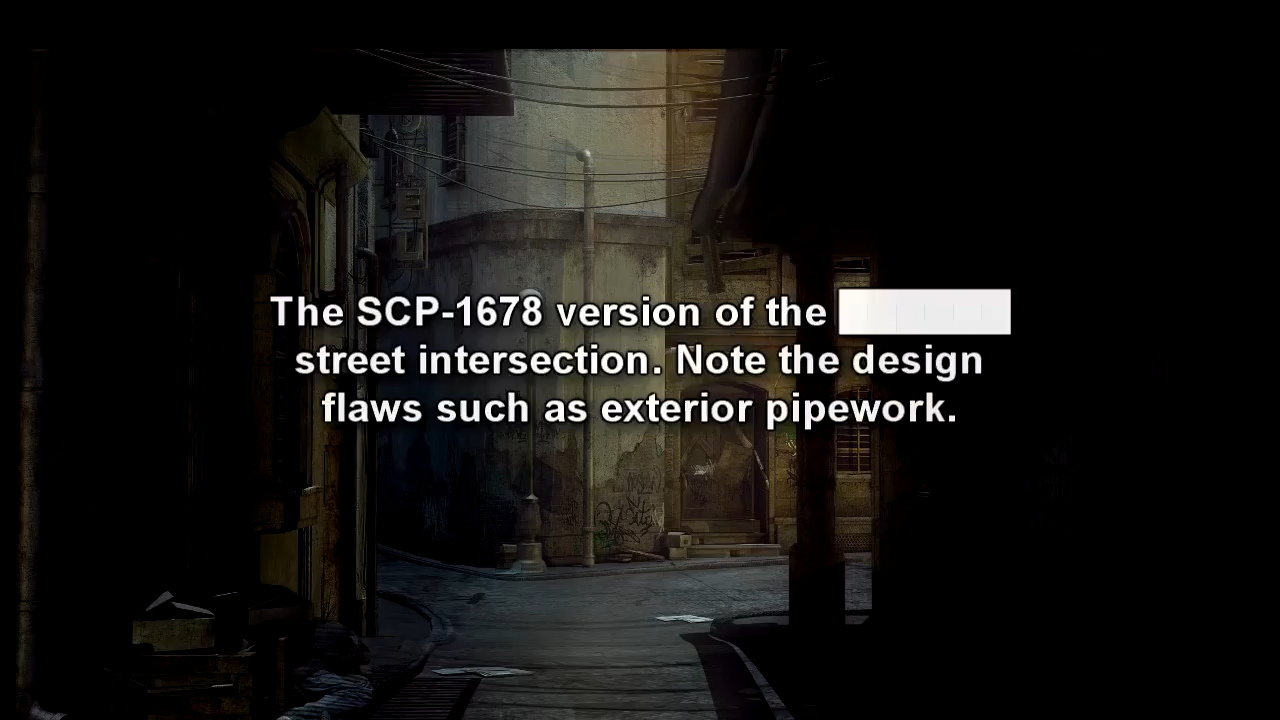 The SCP-1678 version of the ███████
street intersection. Note the design
flaws such as exterior pipework.